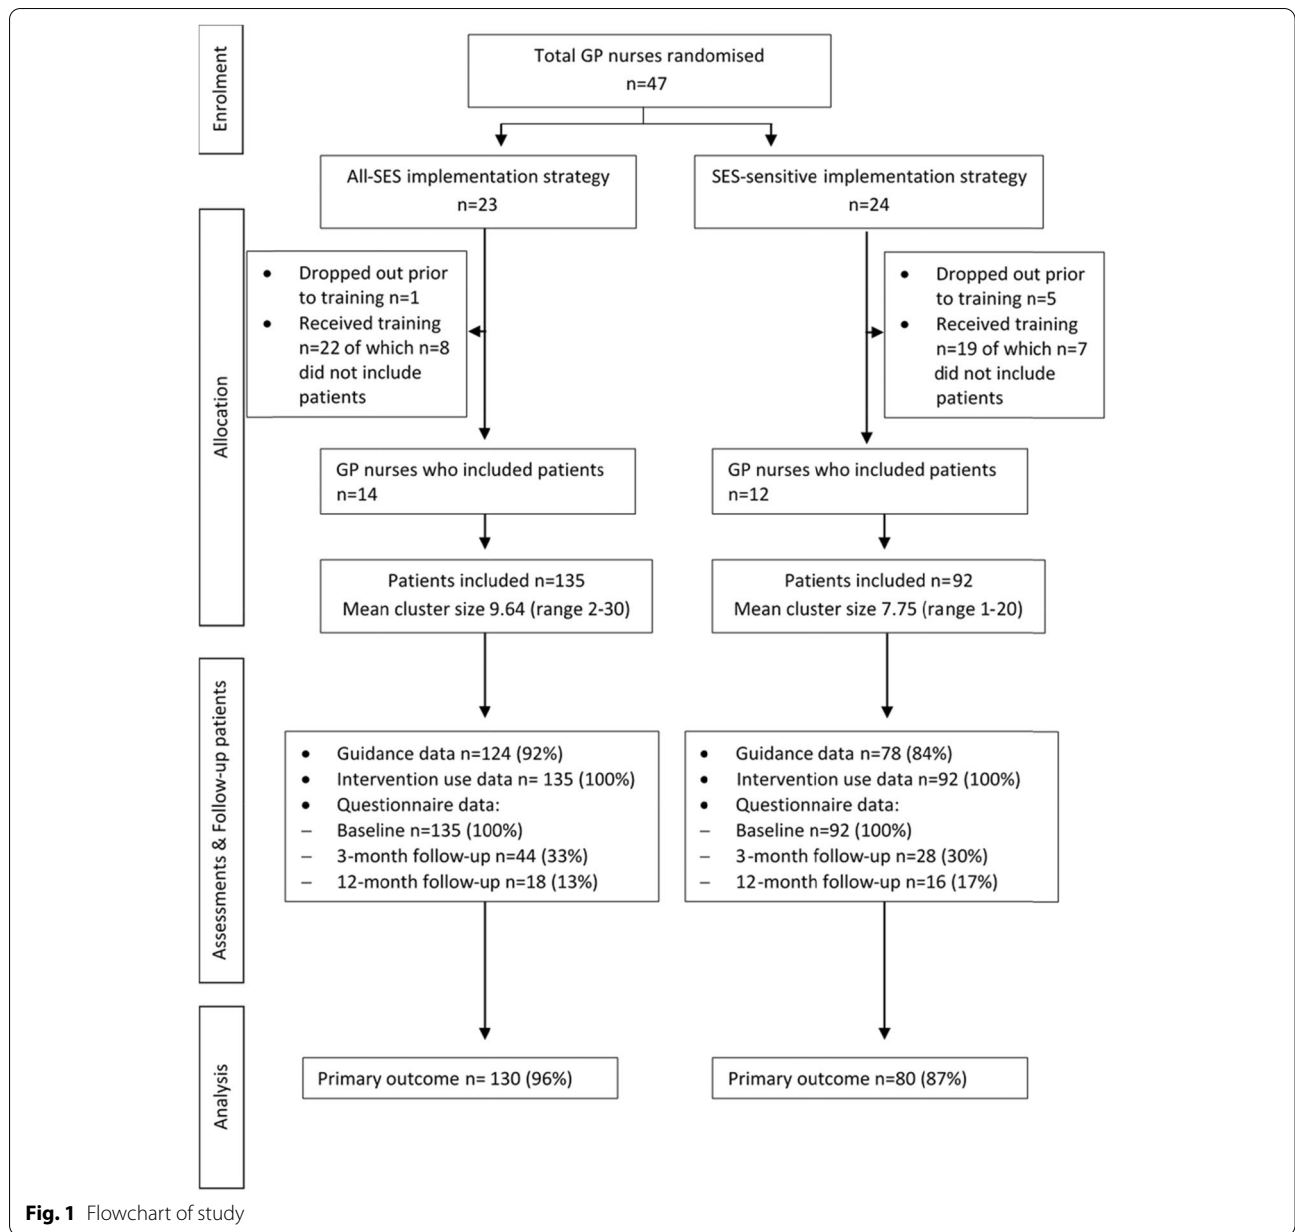 Enrolment
Total GP nurses randomised
n=47
All-SES implementation strategy
n=23
SES-sensitive implementation strategy
n=24
Allocation
● Dropped out prior
to training n=1
● Received training
n=22 of which n=8
did not include
patients
● Dropped out prior
to training n=5
● Received training
n=19 of which n=7
did not include
patients
GP nurses who included patients
n=14
GP nurses who included patients
n=12
Patients included n=135
Mean cluster size 9.64 (range 2-30)
Patients included n=92
Mean cluster size 7.75 (range 1-20)
Assessments & Follow-up patients
● Guidance data n=124 (92%)
● Intervention use data n= 135 (100%)
● Questionnaire data:
– Baseline n=135 (100%)
– 3-month follow-up n=44 (33%)
– 12-month follow-up n=18 (13%)
● Guidance data n=78 (84%)
● Intervention use data n=92 (100%)
● Questionnaire data:
– Baseline n=92 (100%)
– 3-month follow-up n=28 (30%)
– 12-month follow-up n=16 (17%)
Analysis
Primary outcome n= 130 (96%)
Primary outcome n=80 (87%)
Fig. 1 Flowchart of study